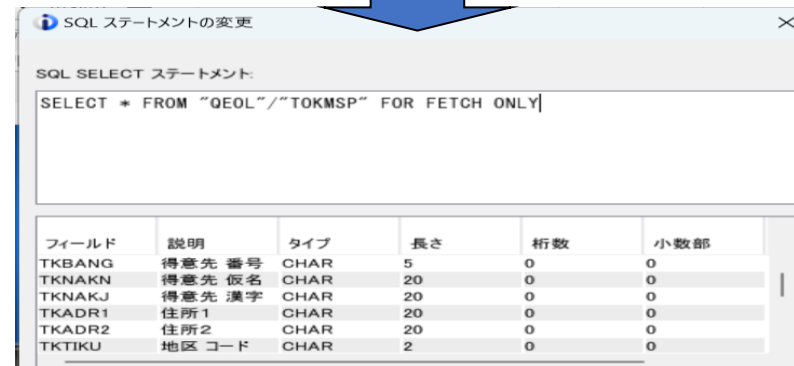 SQL ステートメントの変更
SQL SELECT ステートメント:
SELECT * FROM "QEOL"/"TOKMSP" FOR FETCH ONLY
フィールド 説明 タイプ 長さ 桁数 小数部
TKBANG 得意先 番号 CHAR 5 0 0
TKNAKN 得意先 仮名 CHAR 20 0 0
TKNAKJ 得意先 漢字 CHAR 20 0 0
TKADR1 住所1 CHAR 20 0 0
TKADR2 住所2 CHAR 20 0 0
TKTIKU 地区 コード CHAR 2 0 0